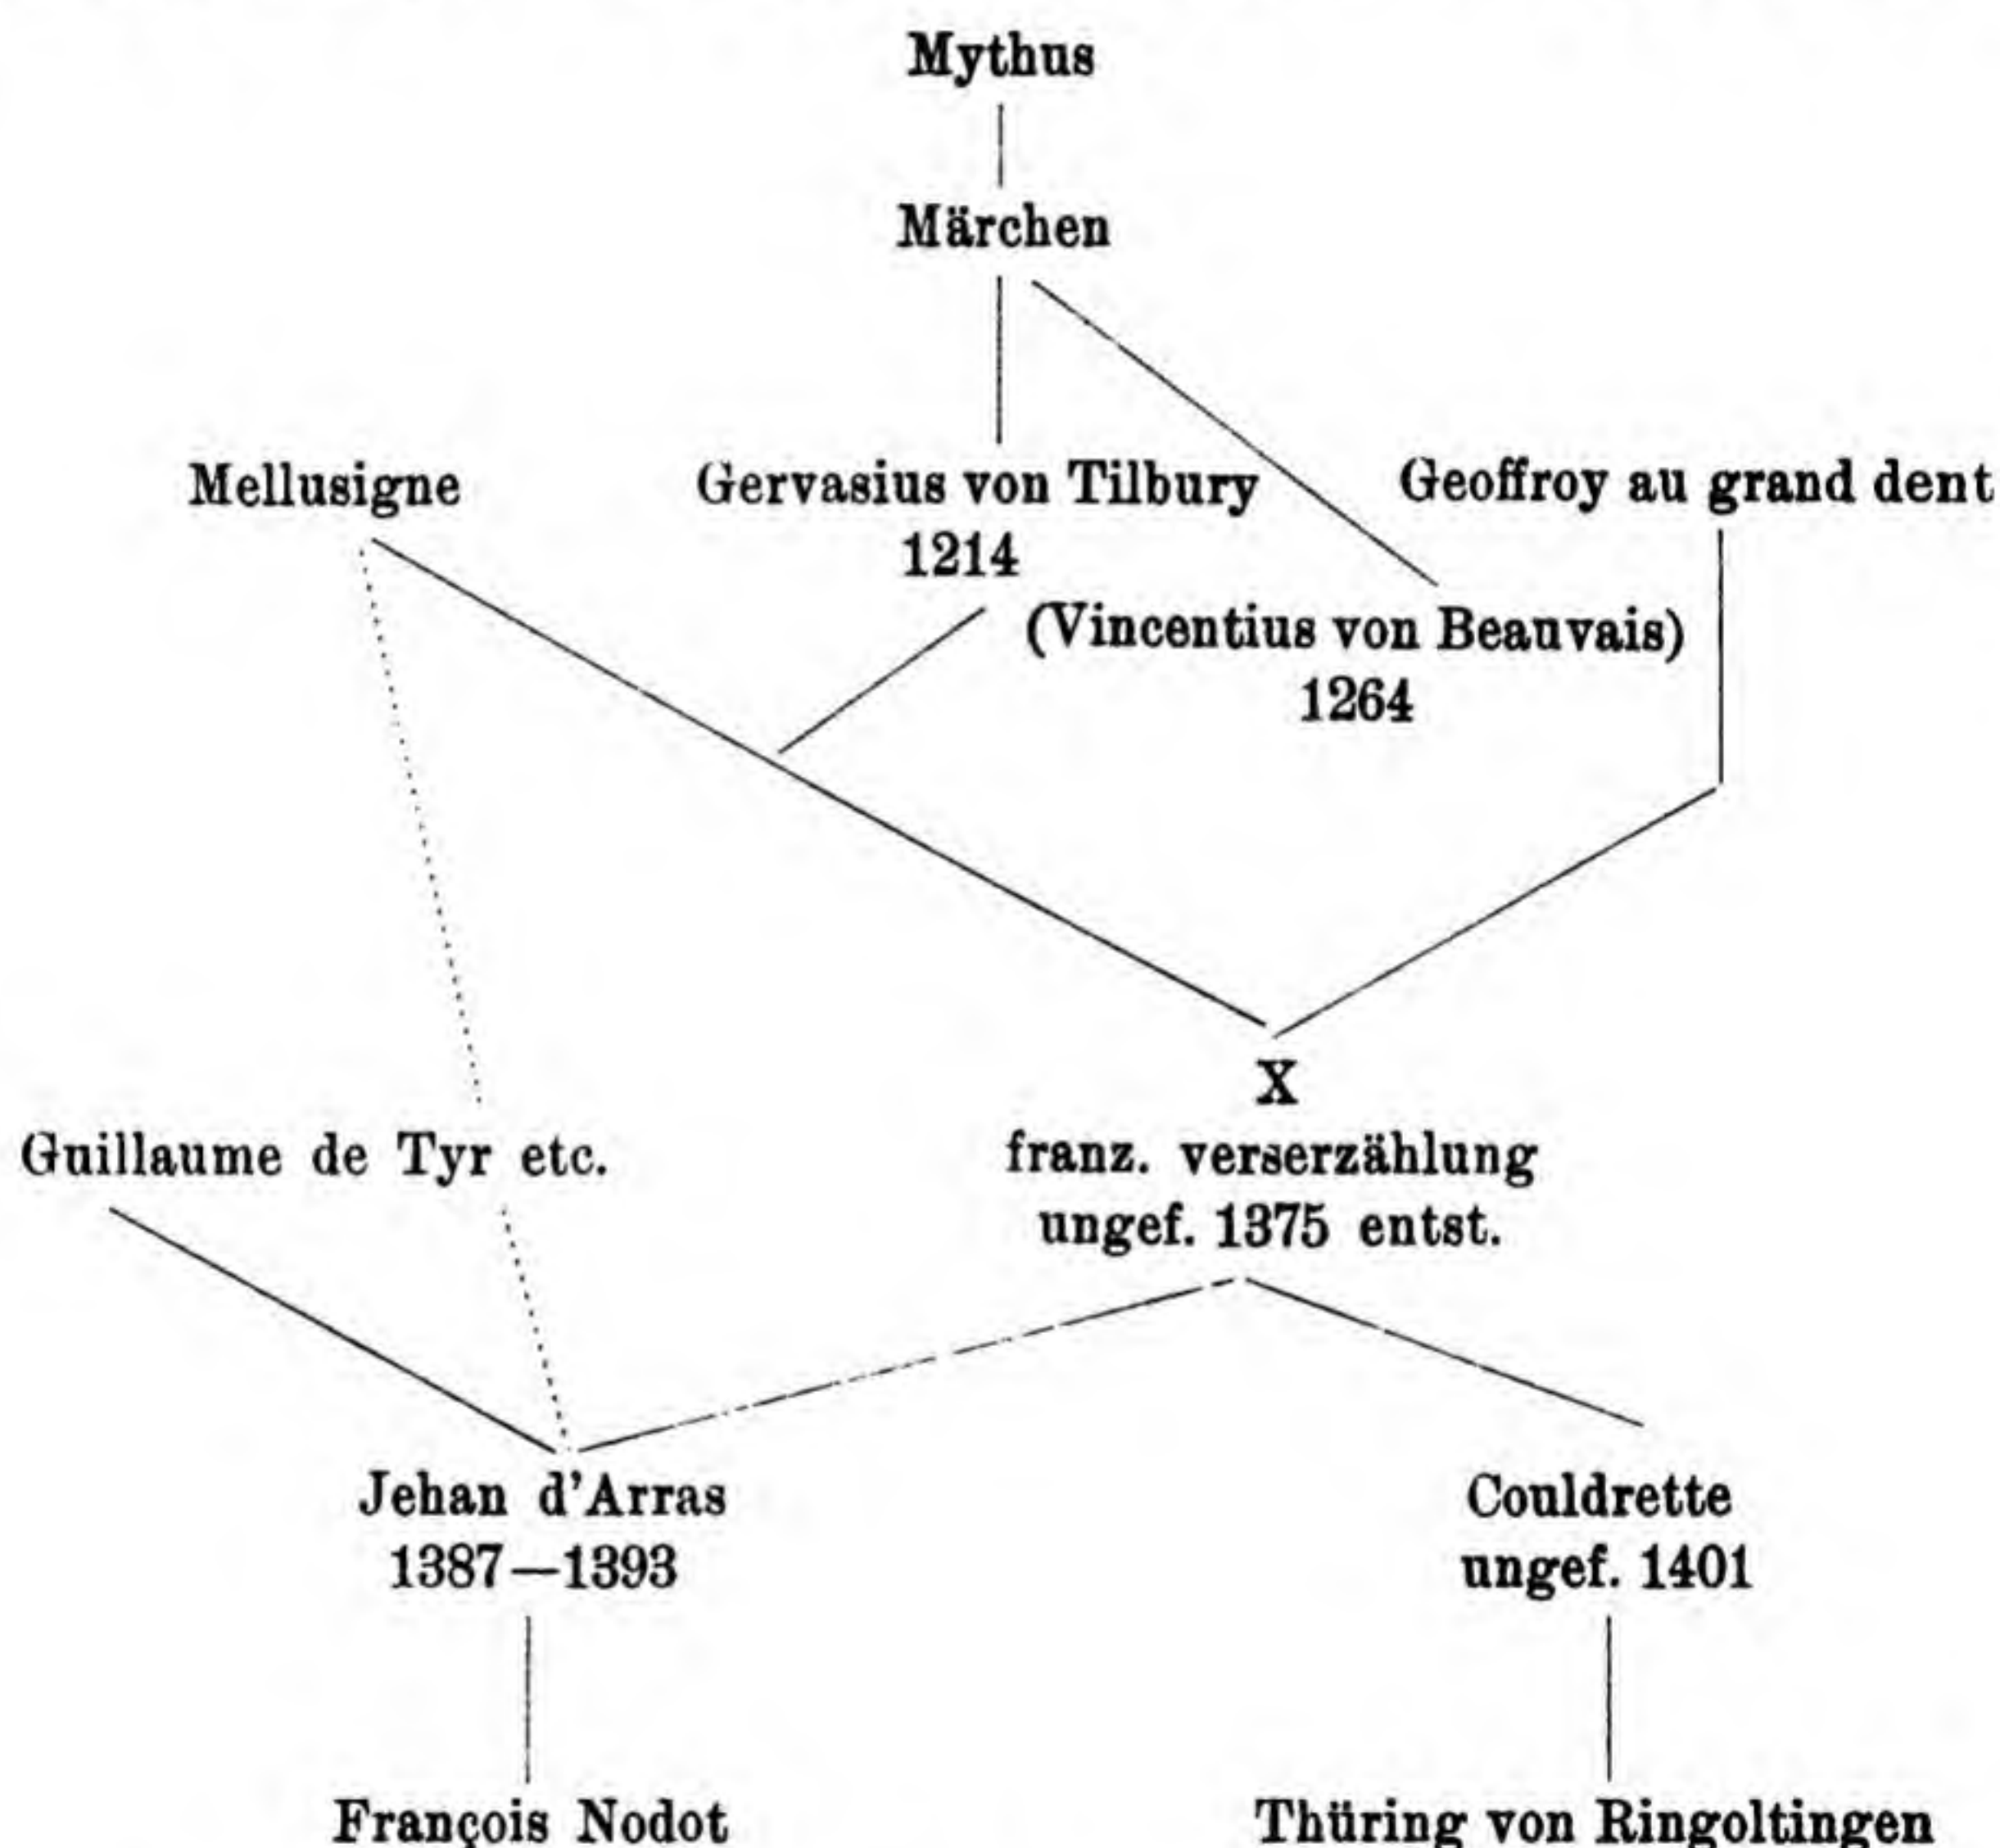 Mythus
Märchen
Mellusigne
Gervasius von Tilbury
1214
Geoffroy au grand dent
(Vincentius von Beauvais)
1264
X
Guillaume de Tyr etc.
franz. verserzählung
ungef. 1375 entst.
Jehan d'Arras
1387—1393
Couldrette
ungef. 1401
François Nodot
Thüring von Ringoltingen